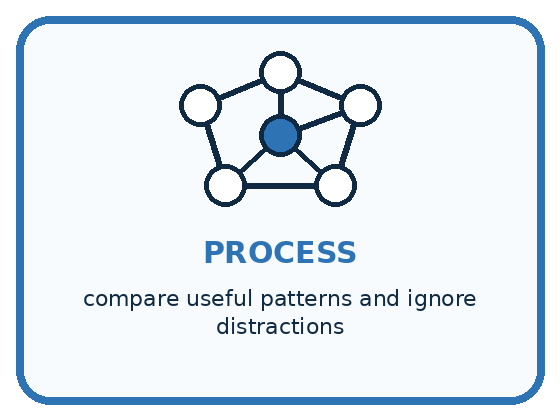 PROCESS
compare useful patterns and ignore
distractions